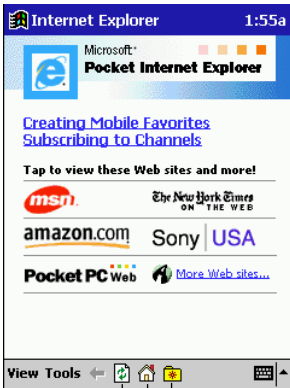 Internet Explorer 1:55a
Microsoft
Pocket Internet Explorer
Creating Mobile Favorites
Subscribing to Channels
Tap to view these Web sites and more!
msn The New York Times
ON THE WEB
amazon.com Sony USA
Pocket PC Web More Web sites...
View Tools